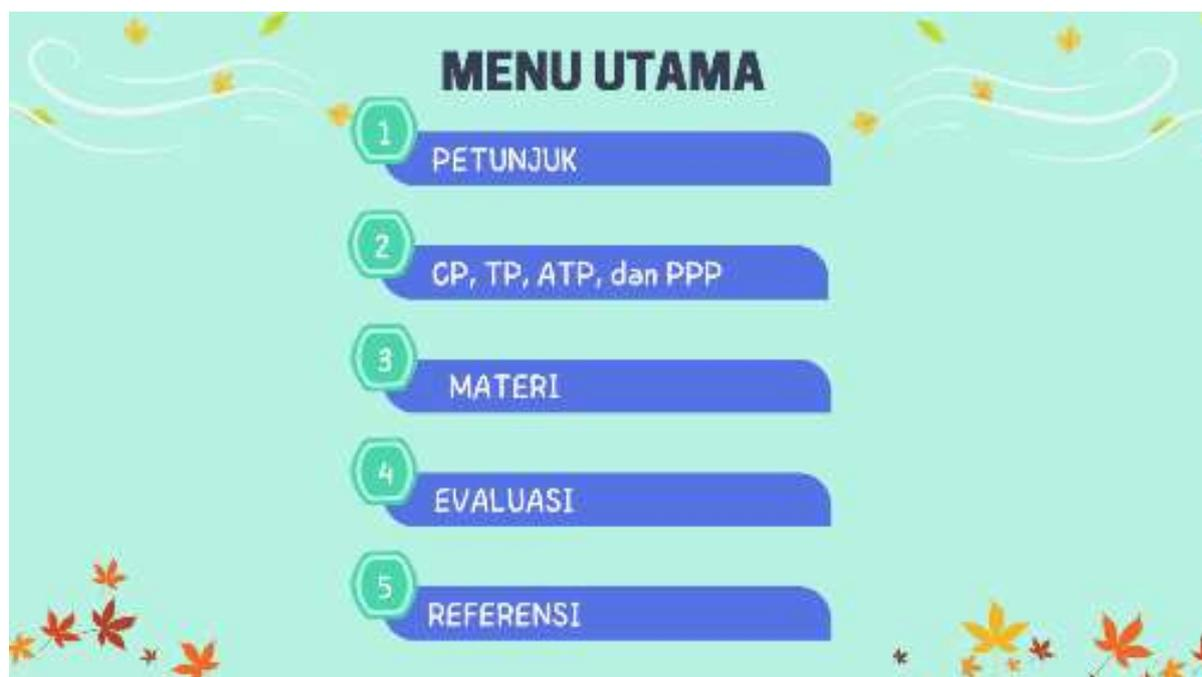 MENU UTAMA
1
PETUNJUK
2
CP, TP, ATP, dan PPP
3
MATERI
4
EVALUASI
5
REFERENSI